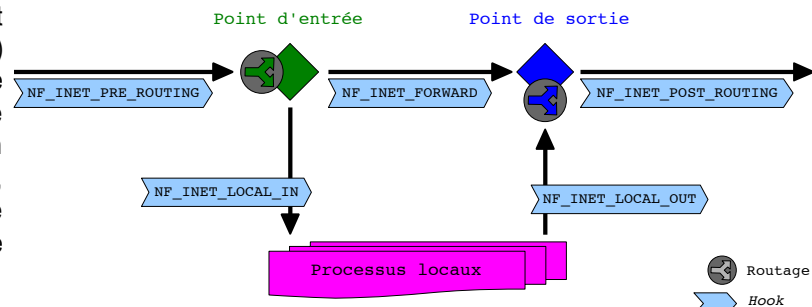 Point d'entrée
Point de sortie
NF_INET_PRE_ROUTING
NF_INET_FORWARD
NF_INET_POST_ROUTING
NF_INET_LOCAL_IN
NF_INET_LOCAL_OUT
Processus locaux
Routage
Hook